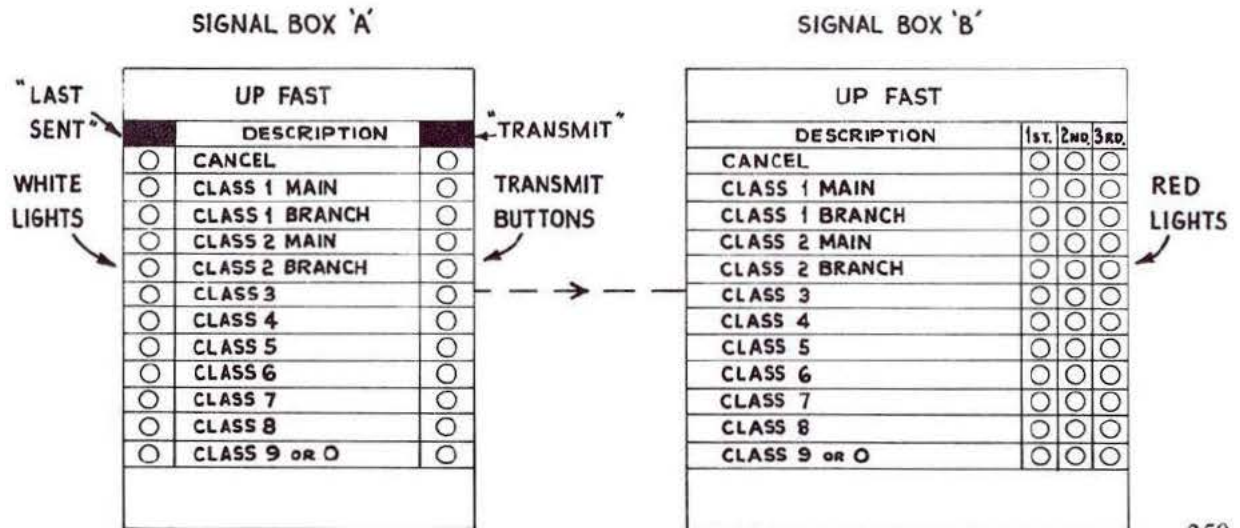 SIGNAL BOX 'A'
UP FAST
"LAST SENT"
DESCRIPTION
"TRANSMIT"
CANCEL
CLASS 1 MAIN
CLASS 1 BRANCH
CLASS 2 MAIN
CLASS 2 BRANCH
CLASS 3
CLASS 4
CLASS 5
CLASS 6
CLASS 7
CLASS 8
CLASS 9 OR O
WHITE
LIGHTS
TRANSMIT
BUTTONS
SIGNAL BOX 'B'
UP FAST
DESCRIPTION 1ST. 2ND. 3RD.
CANCEL
CLASS 1 MAIN
CLASS 1 BRANCH
CLASS 2 MAIN
CLASS 2 BRANCH
CLASS 3
CLASS 4
CLASS 5
CLASS 6
CLASS 7
CLASS 8
CLASS 9 OR O
RED
LIGHTS